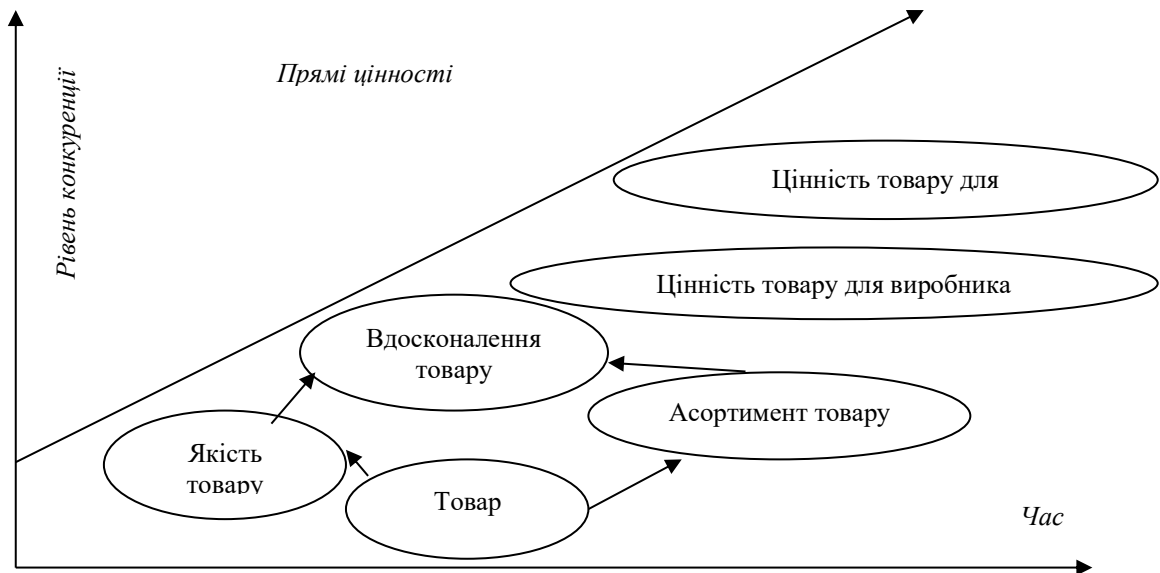 Прямі цінності
Рівень конкуренції
Цінність товару для
Цінність товару для виробника
Вдосконалення
товару
Асортимент товару
Якість
товару
Товар
Час